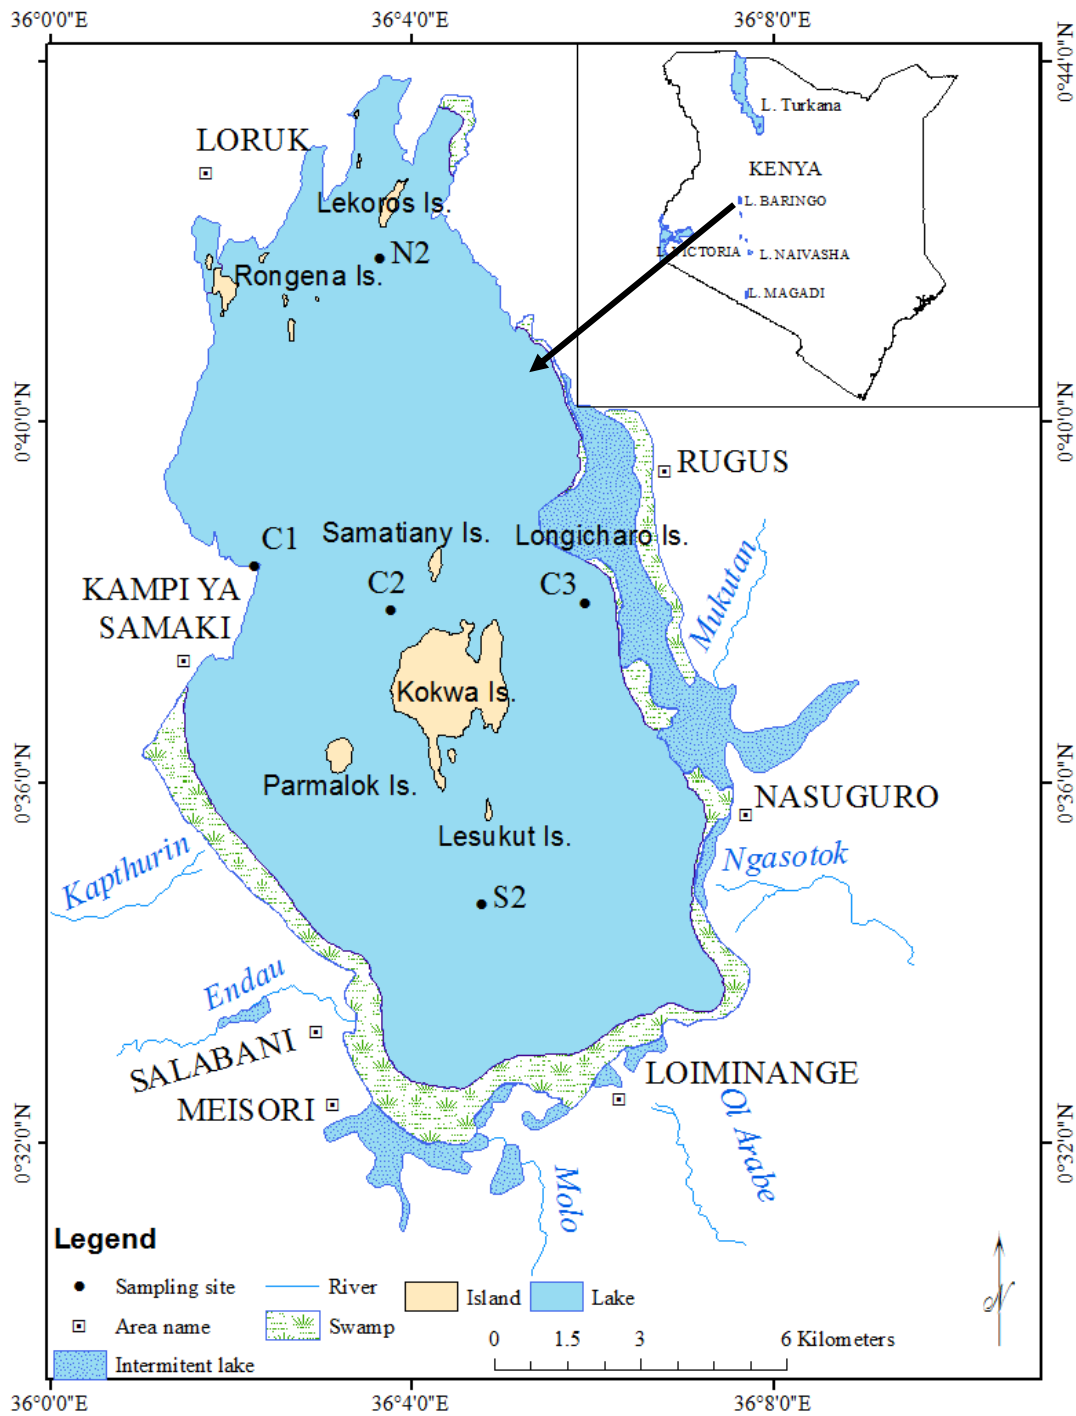 36°0'0"E
36°4'0"E
36°8'0"E
0°44'0"N
0°44'0"N
LORUK
L. Turkana
KENYA
L. BARINGO
L. VICTORIA
L. NAIVASHA
L. MAGADI
Lekoros Is.
N2
Rongena Is.
0°40'0"N
0°40'0"N
RUGUS
C1
Samatiany Is.
Longicharo Is.
KAMPI YA
SAMAKI
C2
C3
Mukutan
Kokwa Is.
Parmalok Is.
0°36'0"N
0°36'0"N
NASUGURO
Lesukut Is.
Kapthurin
Ngasotok
S2
Endau
SALABANI
LOIMINANGE
MEISORI
Ol Arabe
0°32'0"N
0°32'0"N
Molo
Legend
Sampling site
River
Island
Lake
Area name
Swamp
Intermitent lake
0 1.5 3 6 Kilometers
N
36°0'0"E
36°4'0"E
36°8'0"E